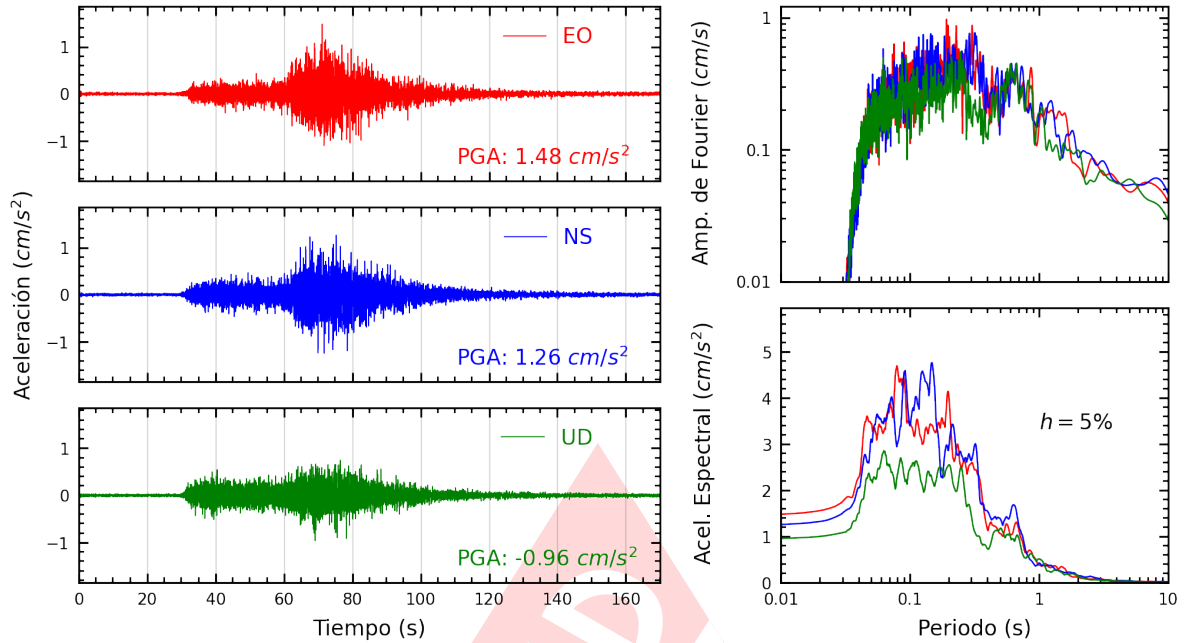 Aceleración (cm/s²)
1
0
−1
EO
PGA: 1.48 cm/s²
1
0
−1
NS
PGA: 1.26 cm/s²
1
0
−1
UD
PGA: -0.96 cm/s²
0 20 40 60 80 100 120 140 160
Tiempo (s)
Amp. de Fourier (cm/s)
1
0.1
0.01
Acel. Espectral (cm/s²)
5
4
3
2
1
0
h = 5%
0.01 0.1 1 10
Periodo (s)